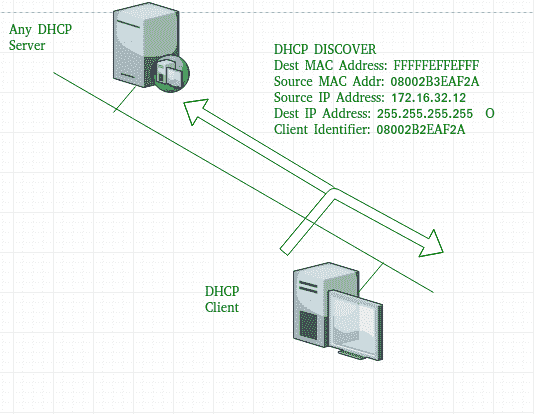 Any DHCP
Server
DHCP DISCOVER
Dest MAC Address: FFFFFEFFEFFF
Source MAC Addr: 08002B3EAF2A
Source IP Address: 172.16.32.12
Dest IP Address: 255.255.255.255 O
Client Identifier: 08002B2EAF2A
DHCP
Client